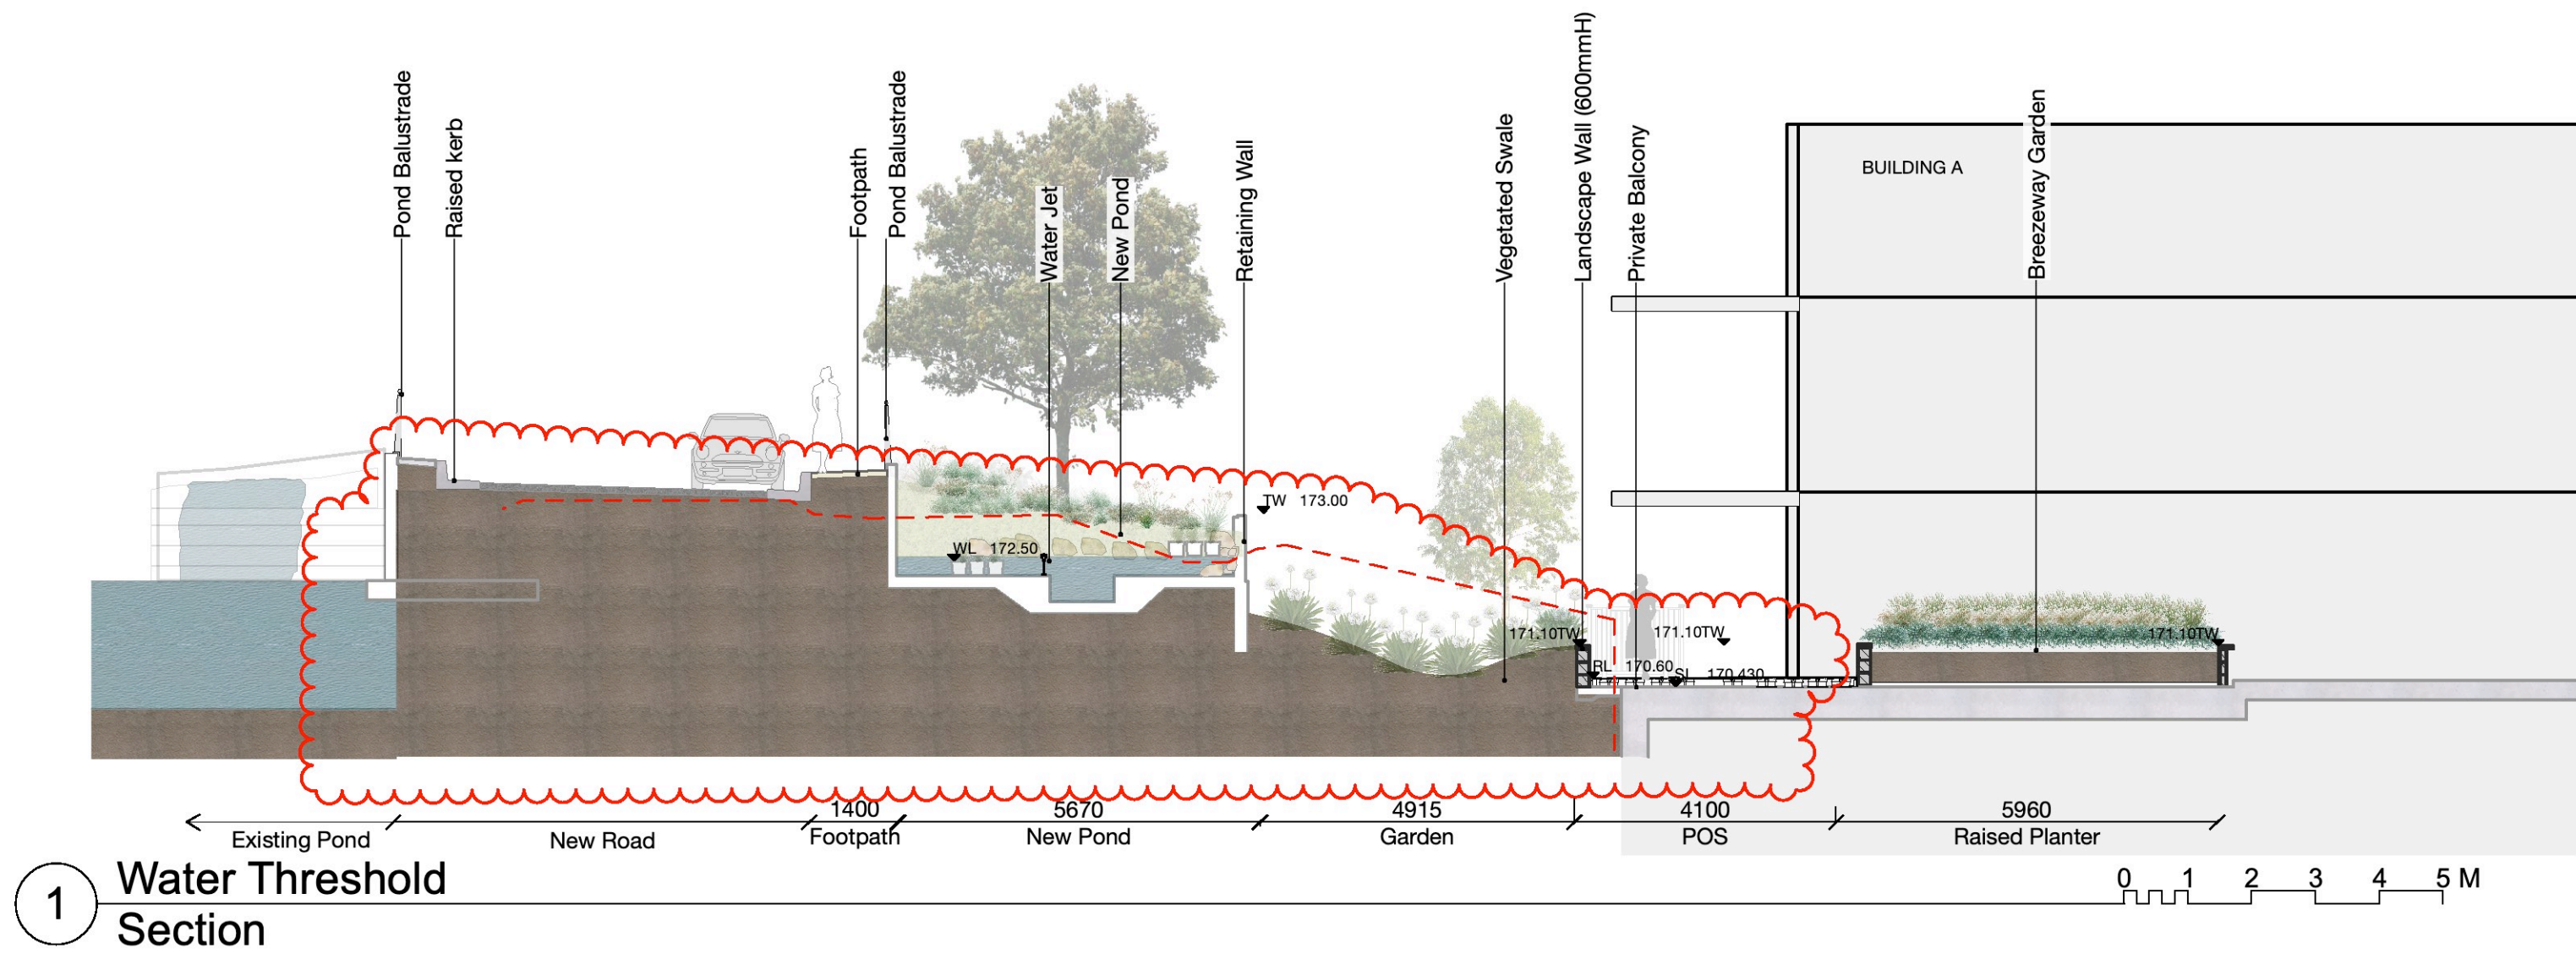 Pond Balustrade
Raised kerb
Footpath
Pond Balustrade
Water Jet
New Pond
Retaining Wall
Vegetated Swale
Landscape Wall (600mmH)
Private Balcony
Breezeway Garden
BUILDING A
TW 173.00
WL 172.50
171.10TW
171.10TW
171.10TW
RL 170.60
SL 170.430
1400
5670
4915
4100
5960
Existing Pond
New Road
Footpath
New Pond
Garden
POS
Raised Planter
1
Water Threshold
Section
0 1 2 3 4 5 M